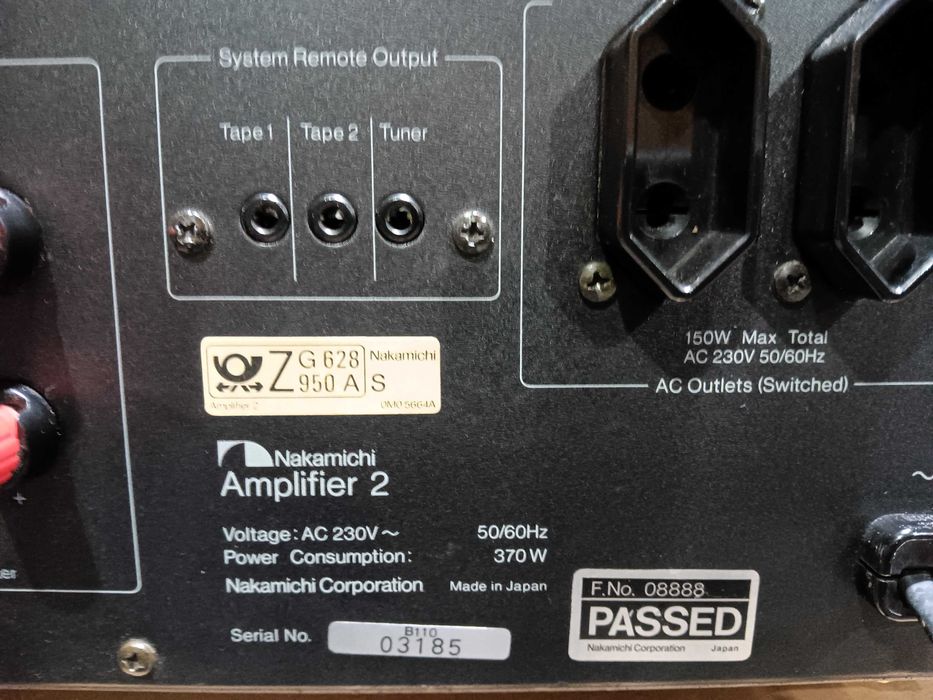 System Remote Output
Tape 1 Tape 2 Tuner
150W Max Total
AC 230V 50/60Hz
AC Outlets (Switched)
Z G 628 950 A
Nakamichi
S
Amplifier 2
0M0 5664A
Nakamichi
Amplifier 2
Voltage: AC 230V ~ 50/60Hz
Power Consumption: 370 W
Nakamichi Corporation Made in Japan
Serial No. B110
03185
F.No. 08888
PASSED
Nakamichi Corporation Japan
+
~